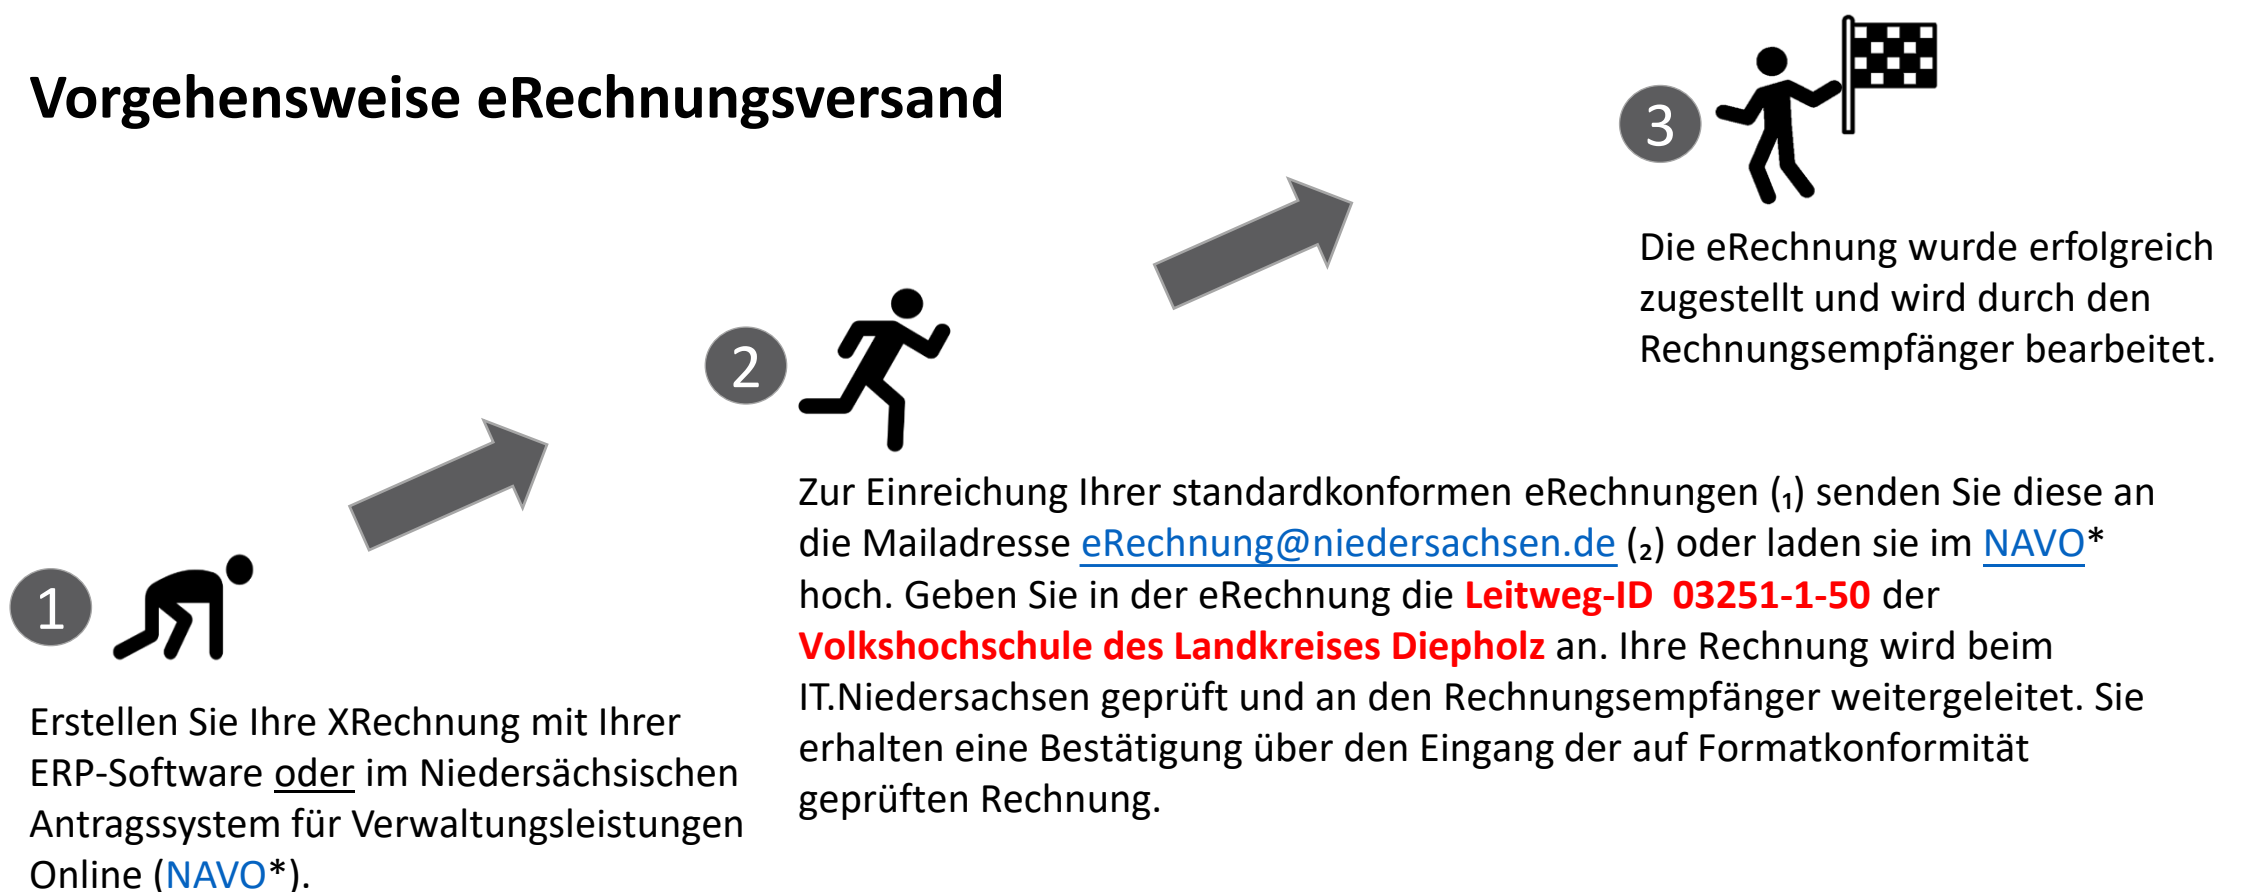 Vorgehensweise eRechnungsversand
3
Die eRechnung wurde erfolgreich
zugestellt und wird durch den
Rechnungsempfänger bearbeitet.
2
Zur Einreichung Ihrer standardkonformen eRechnungen (₁) senden Sie diese an
die Mailadresse eRechnung@niedersachsen.de (₂) oder laden sie im NAVO*
hoch. Geben Sie in der eRechnung die Leitweg-ID  03251-1-50 der
Volkshochschule des Landkreises Diepholz an. Ihre Rechnung wird beim
IT.Niedersachsen geprüft und an den Rechnungsempfänger weitergeleitet. Sie
erhalten eine Bestätigung über den Eingang der auf Formatkonformität
geprüften Rechnung.
1
Erstellen Sie Ihre XRechnung mit Ihrer
ERP-Software oder im Niedersächsischen
Antragssystem für Verwaltungsleistungen
Online (NAVO*).